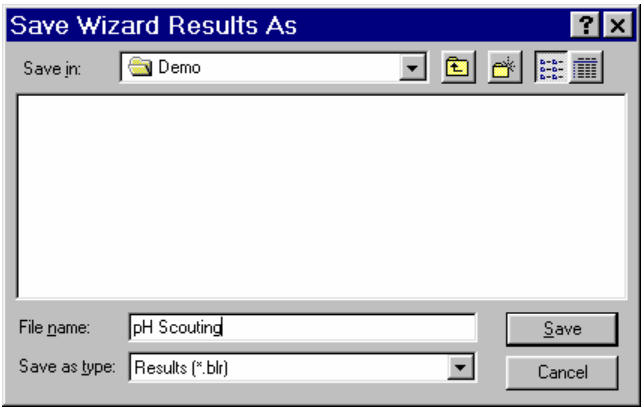 Save Wizard Results As
Save in: Demo
File name: pH Scouting Save
Save as type: Results (*.blr) Cancel